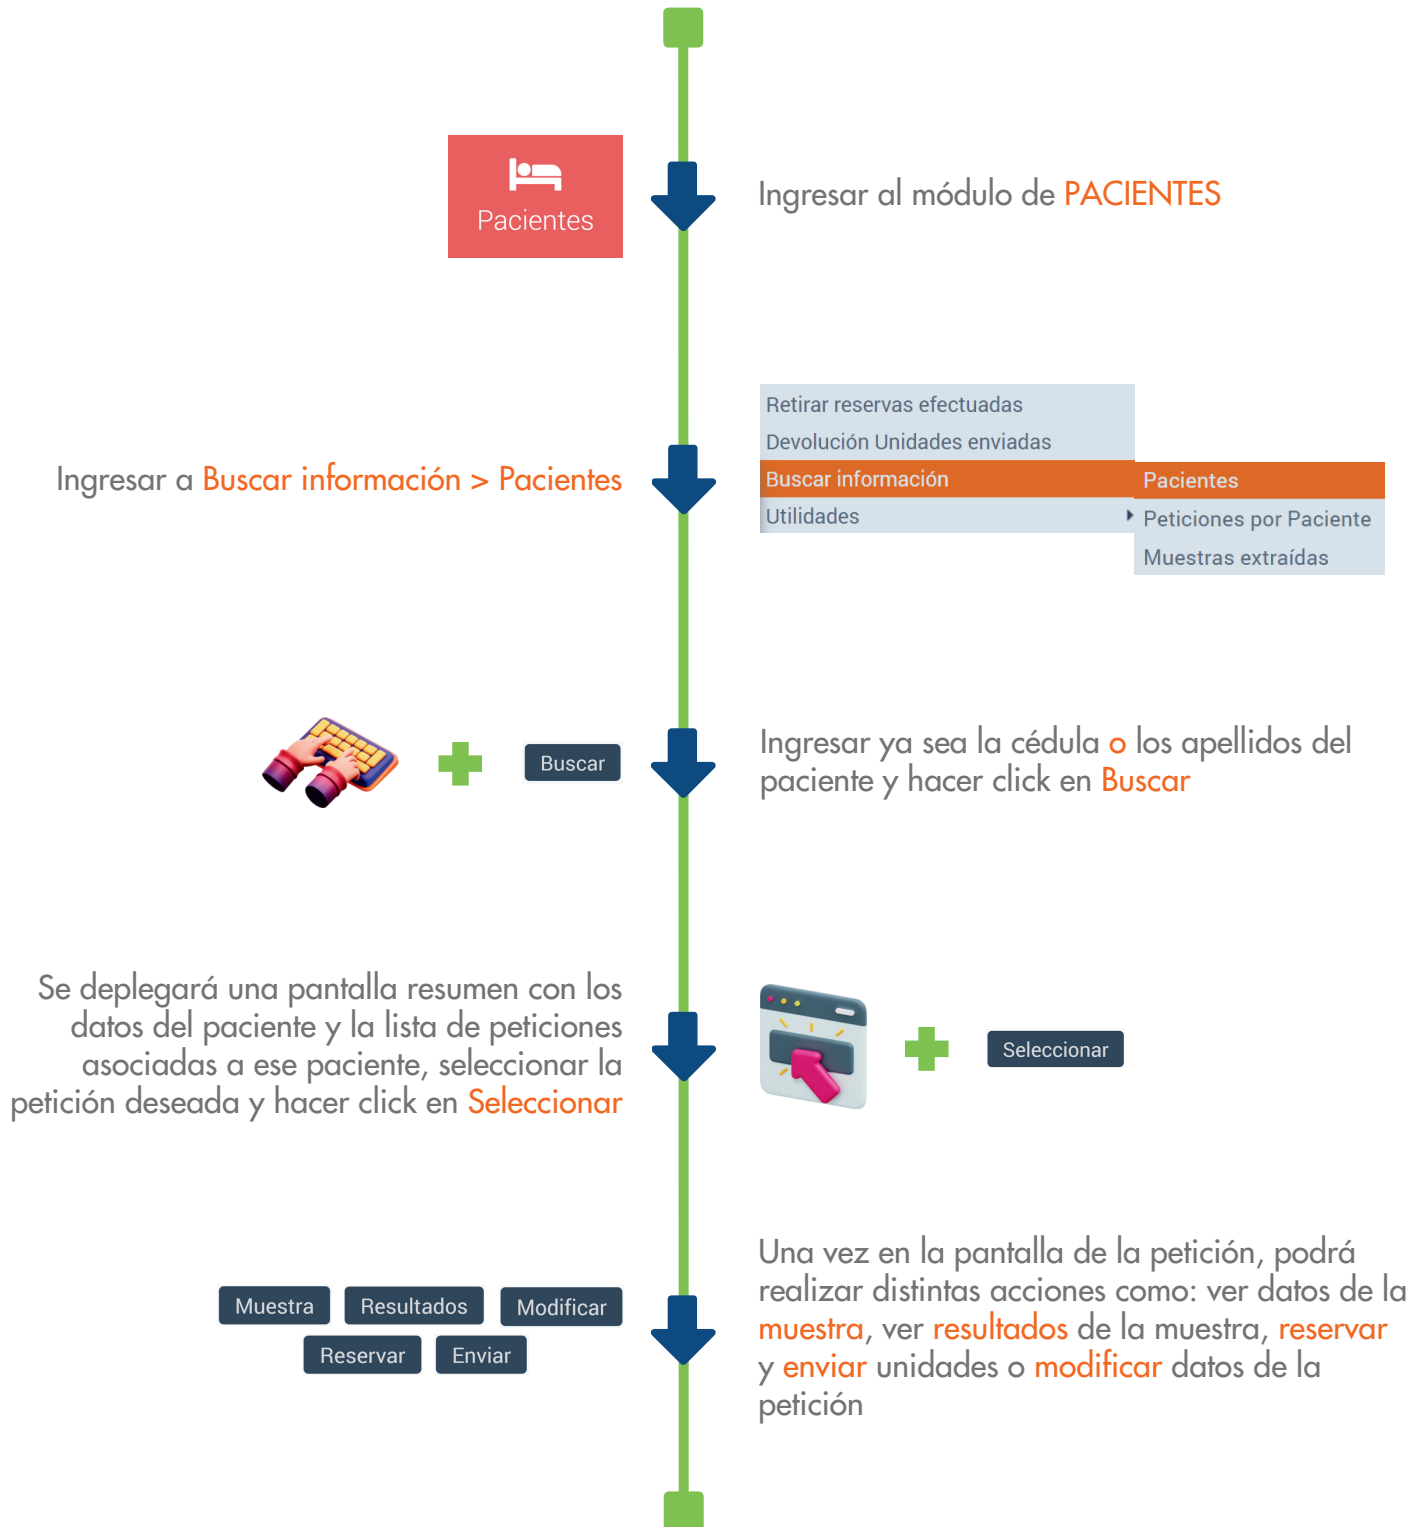 Pacientes
Ingresar al módulo de PACIENTES
Ingresar a Buscar información > Pacientes
Retirar reservas efectuadas
Devolución Unidades enviadas
Buscar información
Utilidades
Pacientes
Peticiones por Paciente
Muestras extraídas
Buscar
Ingresar ya sea la cédula o los apellidos del
paciente y hacer click en Buscar
Se deplegará una pantalla resumen con los
datos del paciente y la lista de peticiones
asociadas a ese paciente, seleccionar la
petición deseada y hacer click en Seleccionar
Seleccionar
Muestra Resultados Modificar
Reservar Enviar
Una vez en la pantalla de la petición, podrá
realizar distintas acciones como: ver datos de la
muestra, ver resultados de la muestra, reservar
y enviar unidades o modificar datos de la
petición